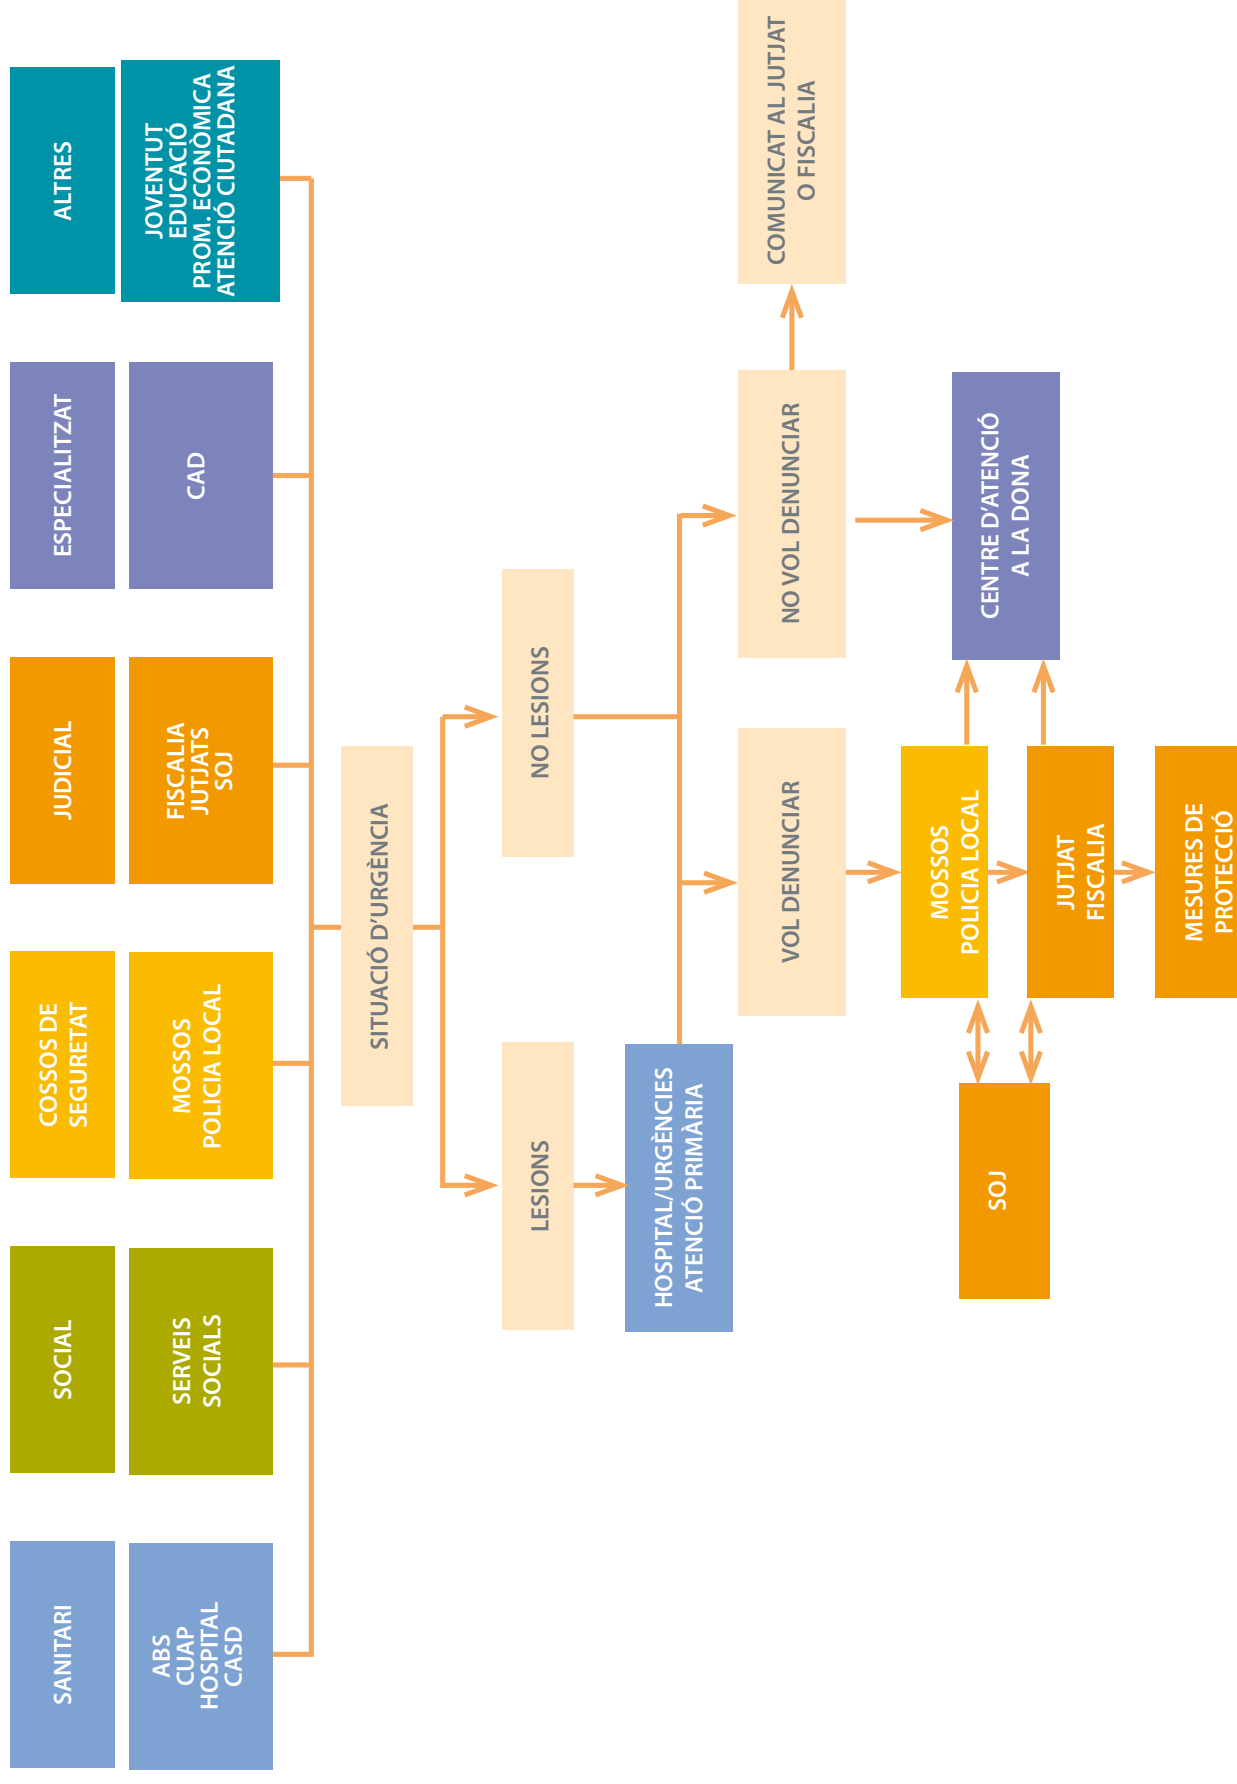 SANITARI
SOCIAL
COSSOS DE
SEGURETAT
JUDICIAL
ESPECIALITZAT
ALTRES
ABS
CUAP
HOSPITAL
CASD
SERVEIS
SOCIALS
MOSSOS
POLICIA LOCAL
FISCALIA
JUTJATS
SOJ
CAD
JOVENTUT
EDUCACIÓ
PROM. ECONÒMICA
ATENCIÓ CIUTADANA
SITUACIÓ D'URGÈNCIA
LESIONS
NO LESIONS
HOSPITAL/URGÈNCIES
ATENCIÓ PRIMÀRIA
VOL DENUNCIAR
NO VOL DENUNCIAR
COMUNICAT AL JUTJAT
O FISCALIA
SOJ
MOSSOS
POLICIA LOCAL
CENTRE D'ATENCIÓ
A LA DONA
JUTJAT
FISCALIA
MESURES DE
PROTECCIÓ